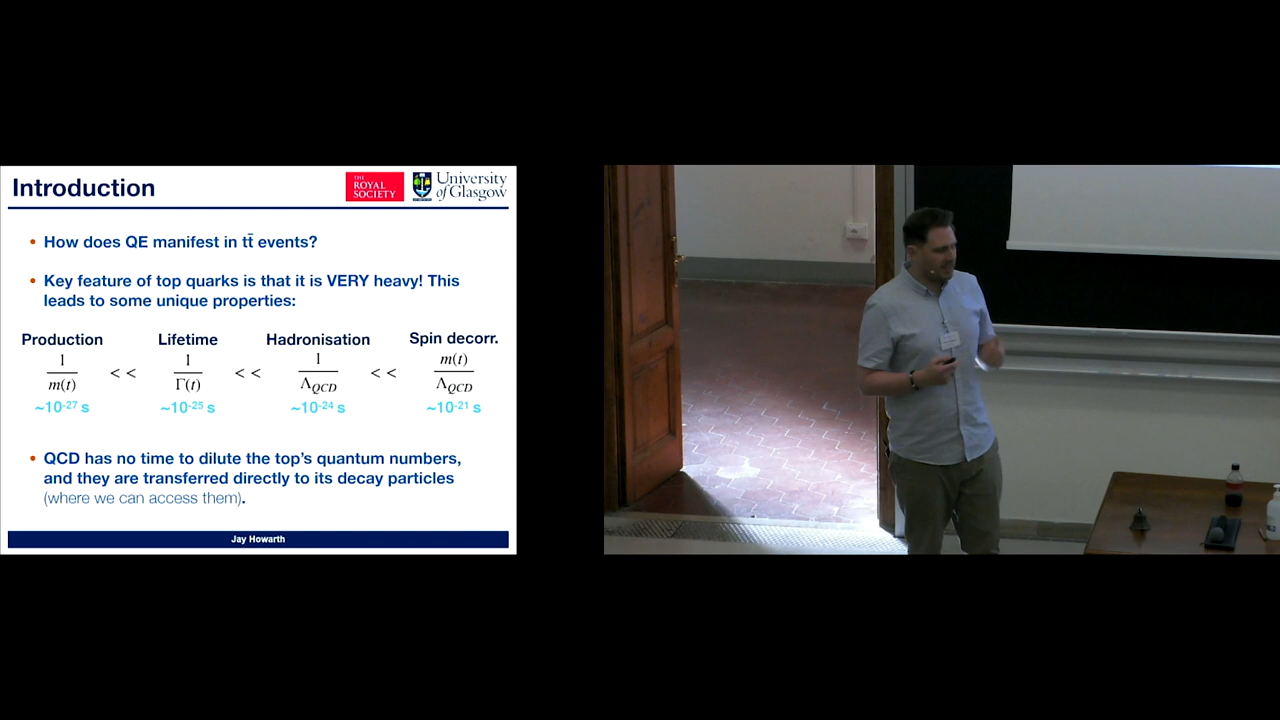 Introduction
THE ROYAL SOCIETY
University of Glasgow
• How does QE manifest in tt̄ events?
• Key feature of top quarks is that it is VERY heavy! This
leads to some unique properties:
Production Lifetime Hadronisation Spin decorr.
1/m(t) << 1/Γ(t) << 1/Λ_QCD << m(t)/Λ_QCD
~10⁻²⁷ s ~10⁻²⁵ s ~10⁻²⁴ s ~10⁻²¹ s
• QCD has no time to dilute the top's quantum numbers,
and they are transferred directly to its decay particles
(where we can access them).
Jay Howarth